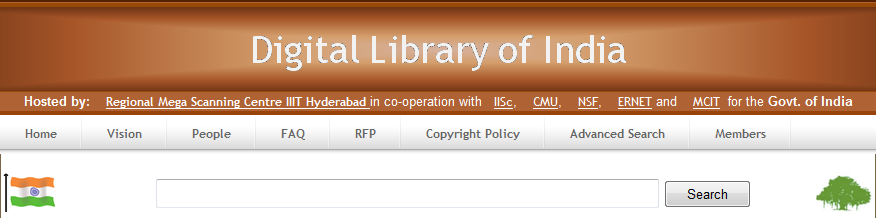 Digital Library of India
Hosted by: Regional Mega Scanning Centre IIIT Hyderabad in co-operation with IISc, CMU, NSF, ERNET and MCIT for the Govt. of India
Home Vision People FAQ RFP Copyright Policy Advanced Search Members
Search